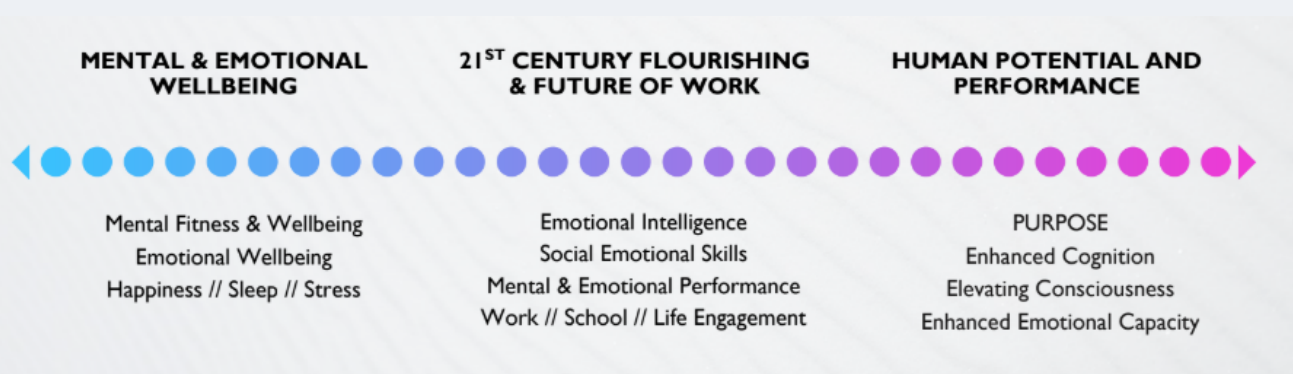 MENTAL & EMOTIONAL
WELLBEING
21ST CENTURY FLOURISHING
& FUTURE OF WORK
HUMAN POTENTIAL AND
PERFORMANCE
Mental Fitness & Wellbeing
Emotional Wellbeing
Happiness // Sleep // Stress
Emotional Intelligence
Social Emotional Skills
Mental & Emotional Performance
Work // School // Life Engagement
PURPOSE
Enhanced Cognition
Elevating Consciousness
Enhanced Emotional Capacity